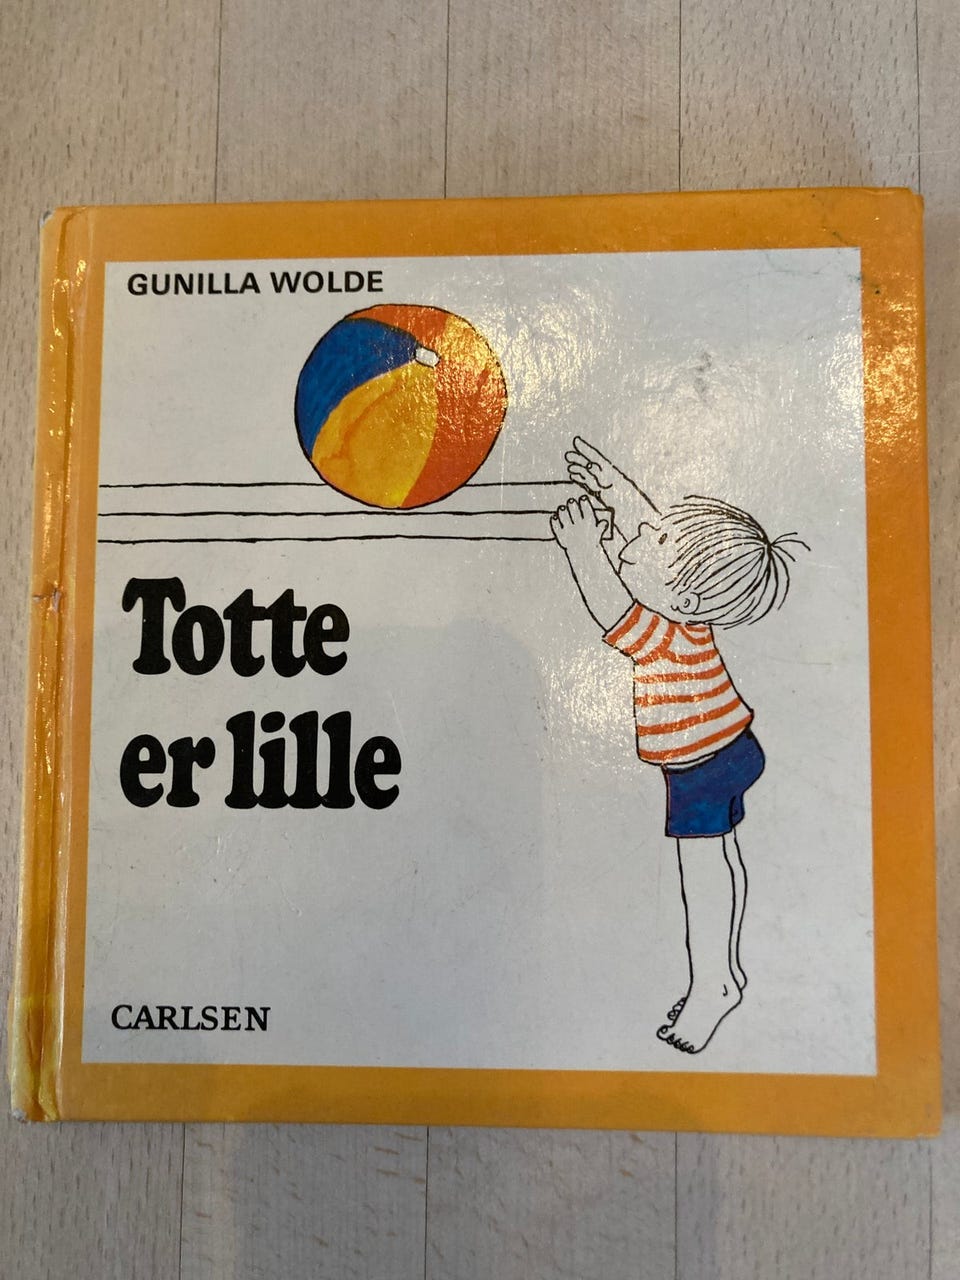 GUNILLA WOLDE
Totte
er lille
CARLSEN